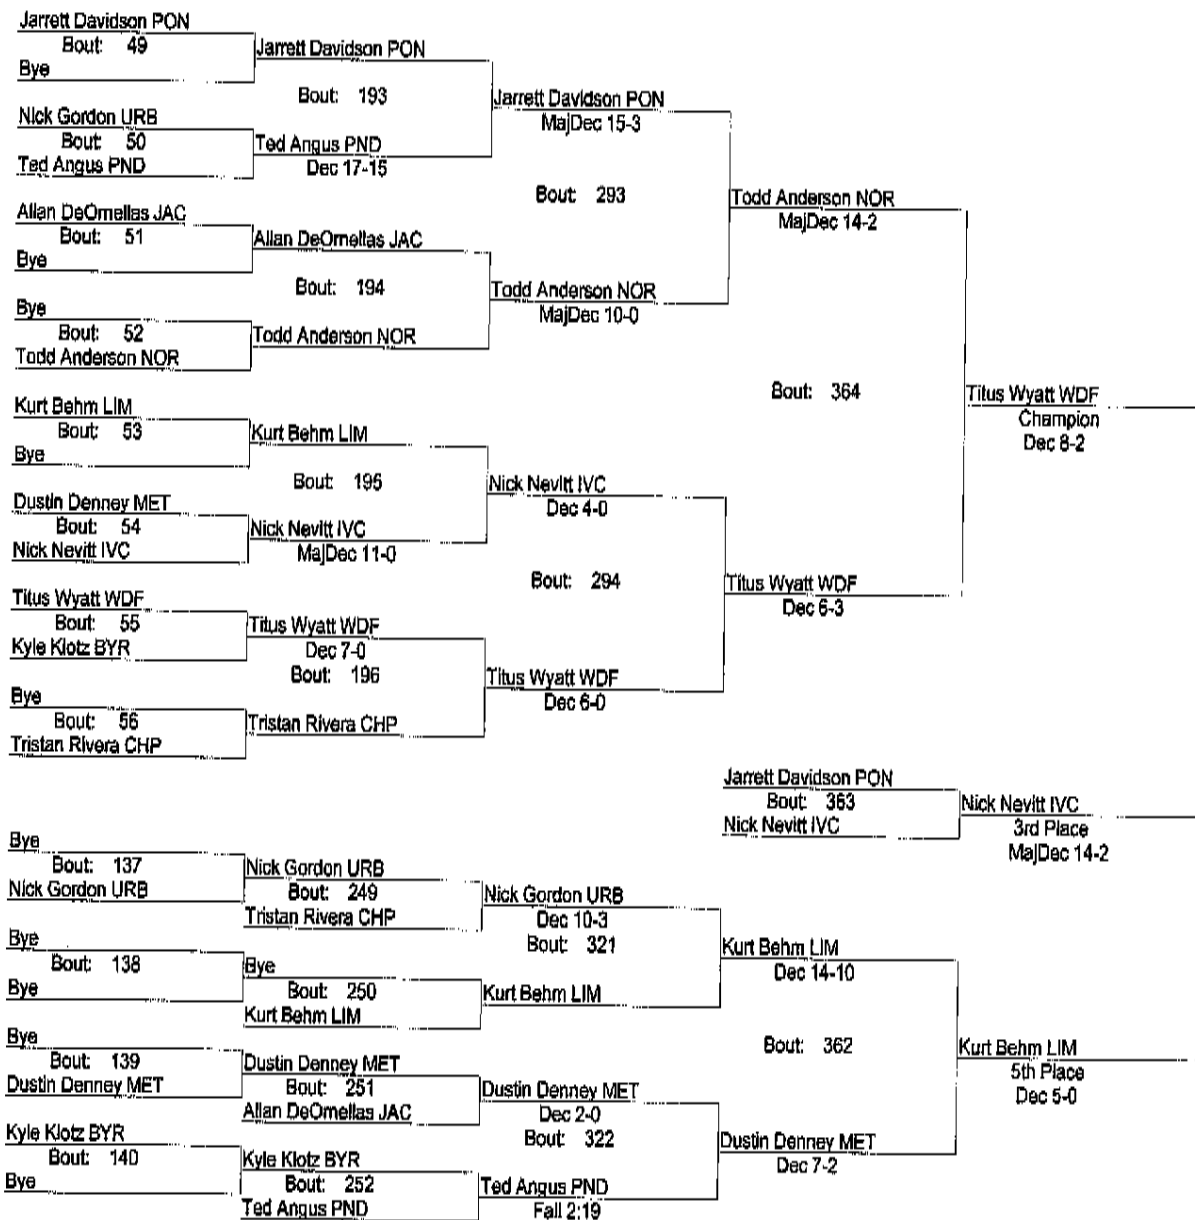 Jarrett Davidson PON
Bout: 49
Bye
Jarrett Davidson PON
Bout: 193
Nick Gordon URB
Bout: 50
Ted Angus PND
Ted Angus PND
Dec 17-15
Jarrett Davidson PON
MajDec 15-3
Bout: 293
Allan DeOrnellas JAC
Bout: 51
Bye
Allan DeOrnellas JAC
Bout: 194
Bye
Bout: 52
Todd Anderson NOR
Todd Anderson NOR
Todd Anderson NOR
MajDec 10-0
Todd Anderson NOR
MajDec 14-2
Bout: 364
Kurt Behm LIM
Bout: 53
Bye
Kurt Behm LIM
Bout: 195
Dustin Denney MET
Bout: 54
Nick Nevitt IVC
Nick Nevitt IVC
MajDec 11-0
Nick Nevitt IVC
Dec 4-0
Bout: 294
Titus Wyatt WDF
Bout: 55
Kyle Klotz BYR
Titus Wyatt WDF
Dec 7-0
Bout: 196
Bye
Bout: 56
Tristan Rivera CHP
Tristan Rivera CHP
Titus Wyatt WDF
Dec 6-0
Titus Wyatt WDF
Dec 6-3
Titus Wyatt WDF
Champion
Dec 8-2
Jarrett Davidson PON
Bout: 363
Nick Nevitt IVC
Nick Nevitt IVC
3rd Place
MajDec 14-2
Bye
Bout: 137
Nick Gordon URB
Nick Gordon URB
Bout: 249
Tristan Rivera CHP
Nick Gordon URB
Dec 10-3
Bout: 321
Bye
Bout: 138
Bye
Bye
Bout: 250
Kurt Behm LIM
Kurt Behm LIM
Kurt Behm LIM
Dec 14-10
Bout: 362
Bye
Bout: 139
Dustin Denney MET
Dustin Denney MET
Bout: 251
Allan DeOrnellas JAC
Dustin Denney MET
Dec 2-0
Bout: 322
Kyle Klotz BYR
Bout: 140
Bye
Kyle Klotz BYR
Bout: 252
Ted Angus PND
Ted Angus PND
Fall 2:19
Dustin Denney MET
Dec 7-2
Kurt Behm LIM
5th Place
Dec 5-0